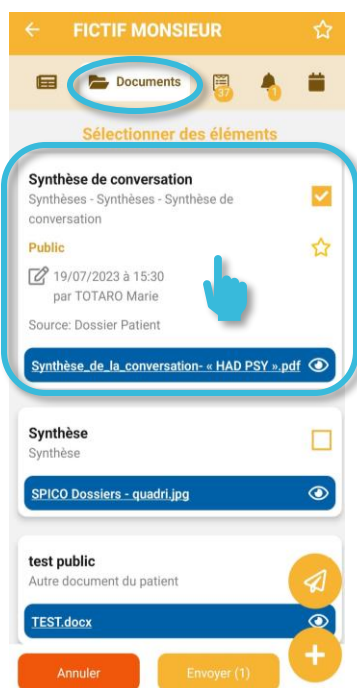 FICTIF MONSIEUR
Documents
37
1
Sélectionner des éléments
Synthèse de conversation
Synthèses - Synthèses - Synthèse de
conversation
Public
19/07/2023 à 15:30
par TOTARO Marie
Source: Dossier Patient
Synthèse_de_la_conversation- « HAD PSY ».pdf
Synthèse
Synthèse
SPICO Dossiers - quadri.jpg
test public
Autre document du patient
TEST.docx
Annuler
Envoyer (1)